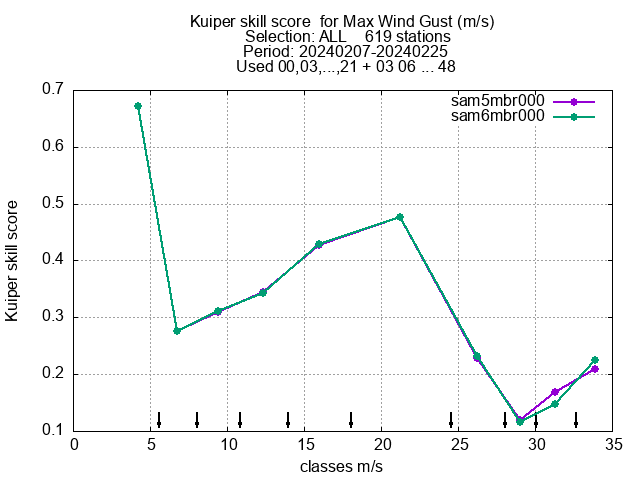 Kuiper skill score  for Max Wind Gust (m/s)
Selection: ALL    619 stations
Period: 20240207-20240225
Used 00,03,...,21 + 03 06 ... 48
sam5mbr000
sam6mbr000
Kuiper skill score
0.7
0.6
0.5
0.4
0.3
0.2
0.1
0 5 10 15 20 25 30 35
classes m/s